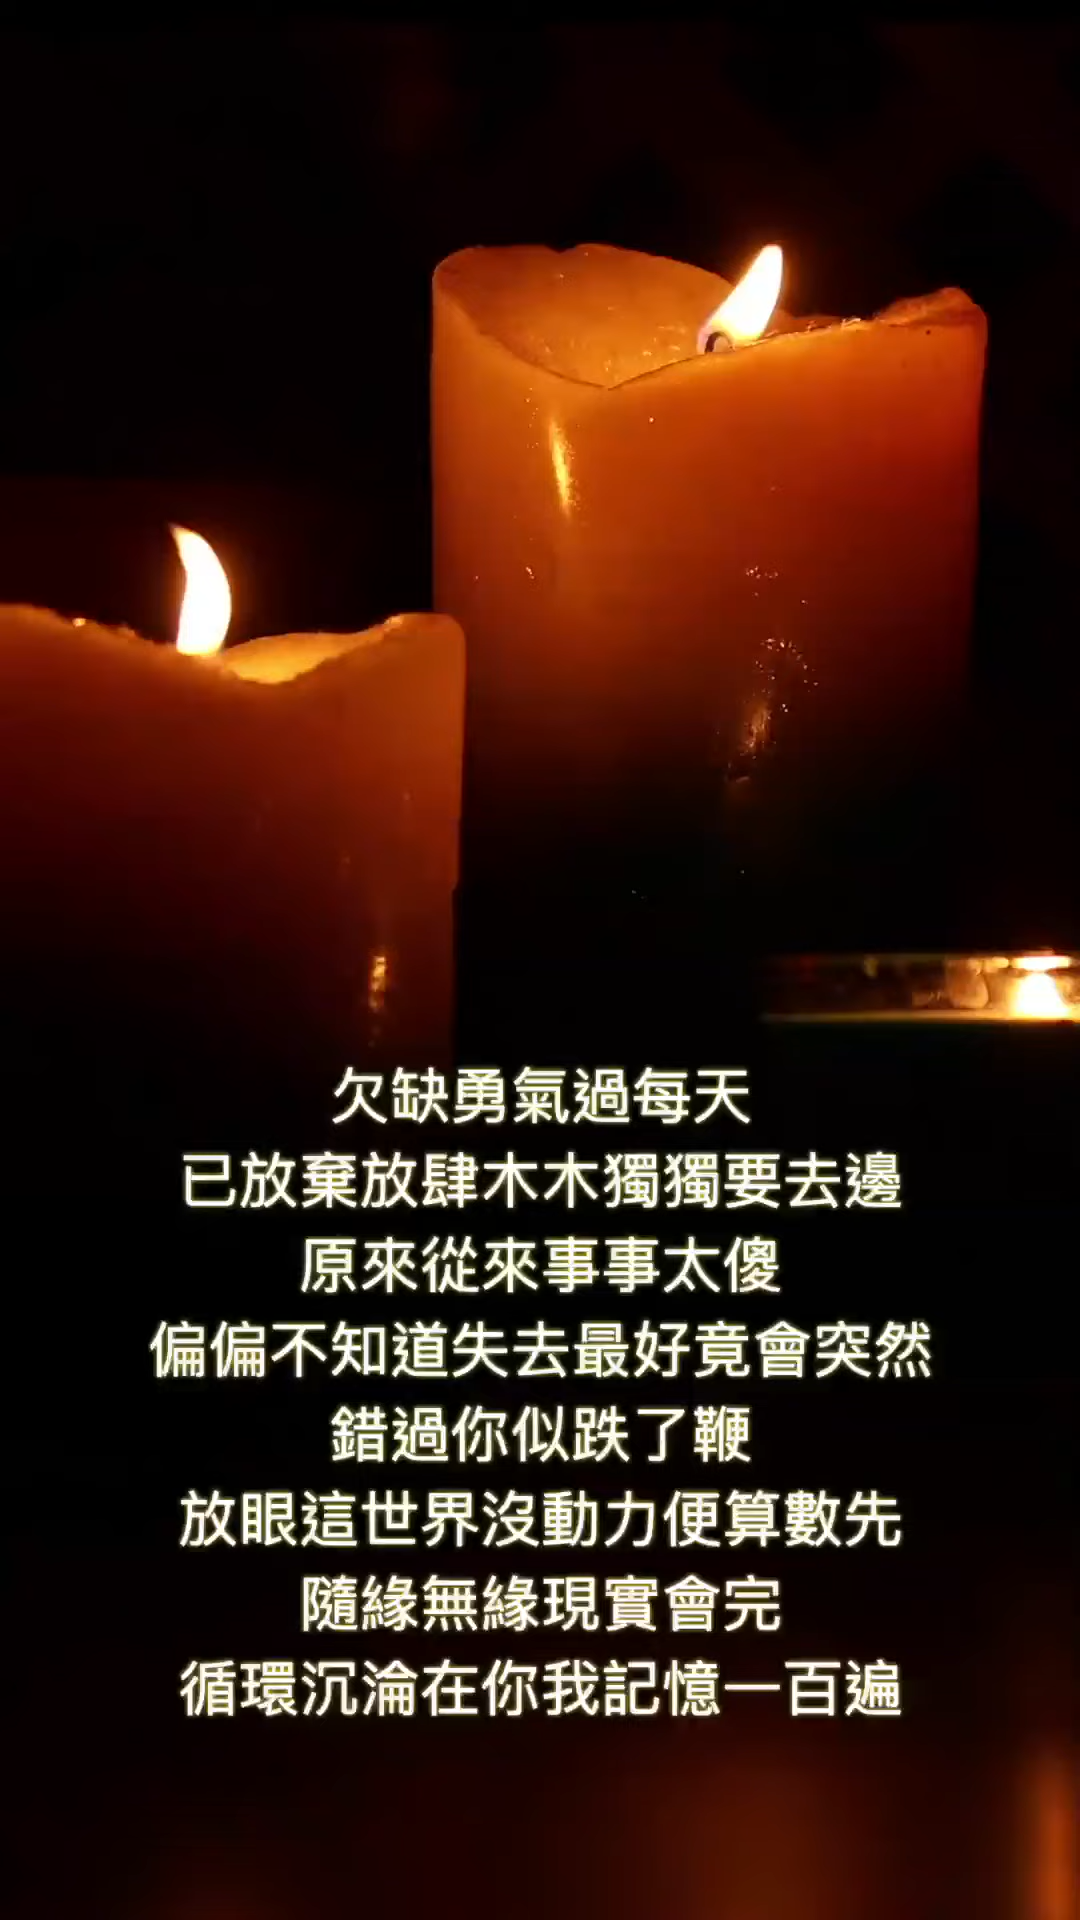 欠缺勇氣過每天
已放棄放肆木木獨獨要去邊
原來從來事事太傻
偏偏不知道失去最好竟會突然
錯過你似跌了鞭
放眼這世界沒動力便算數先
隨緣無緣現實會完
循環沉淪在你我記憶一百遍